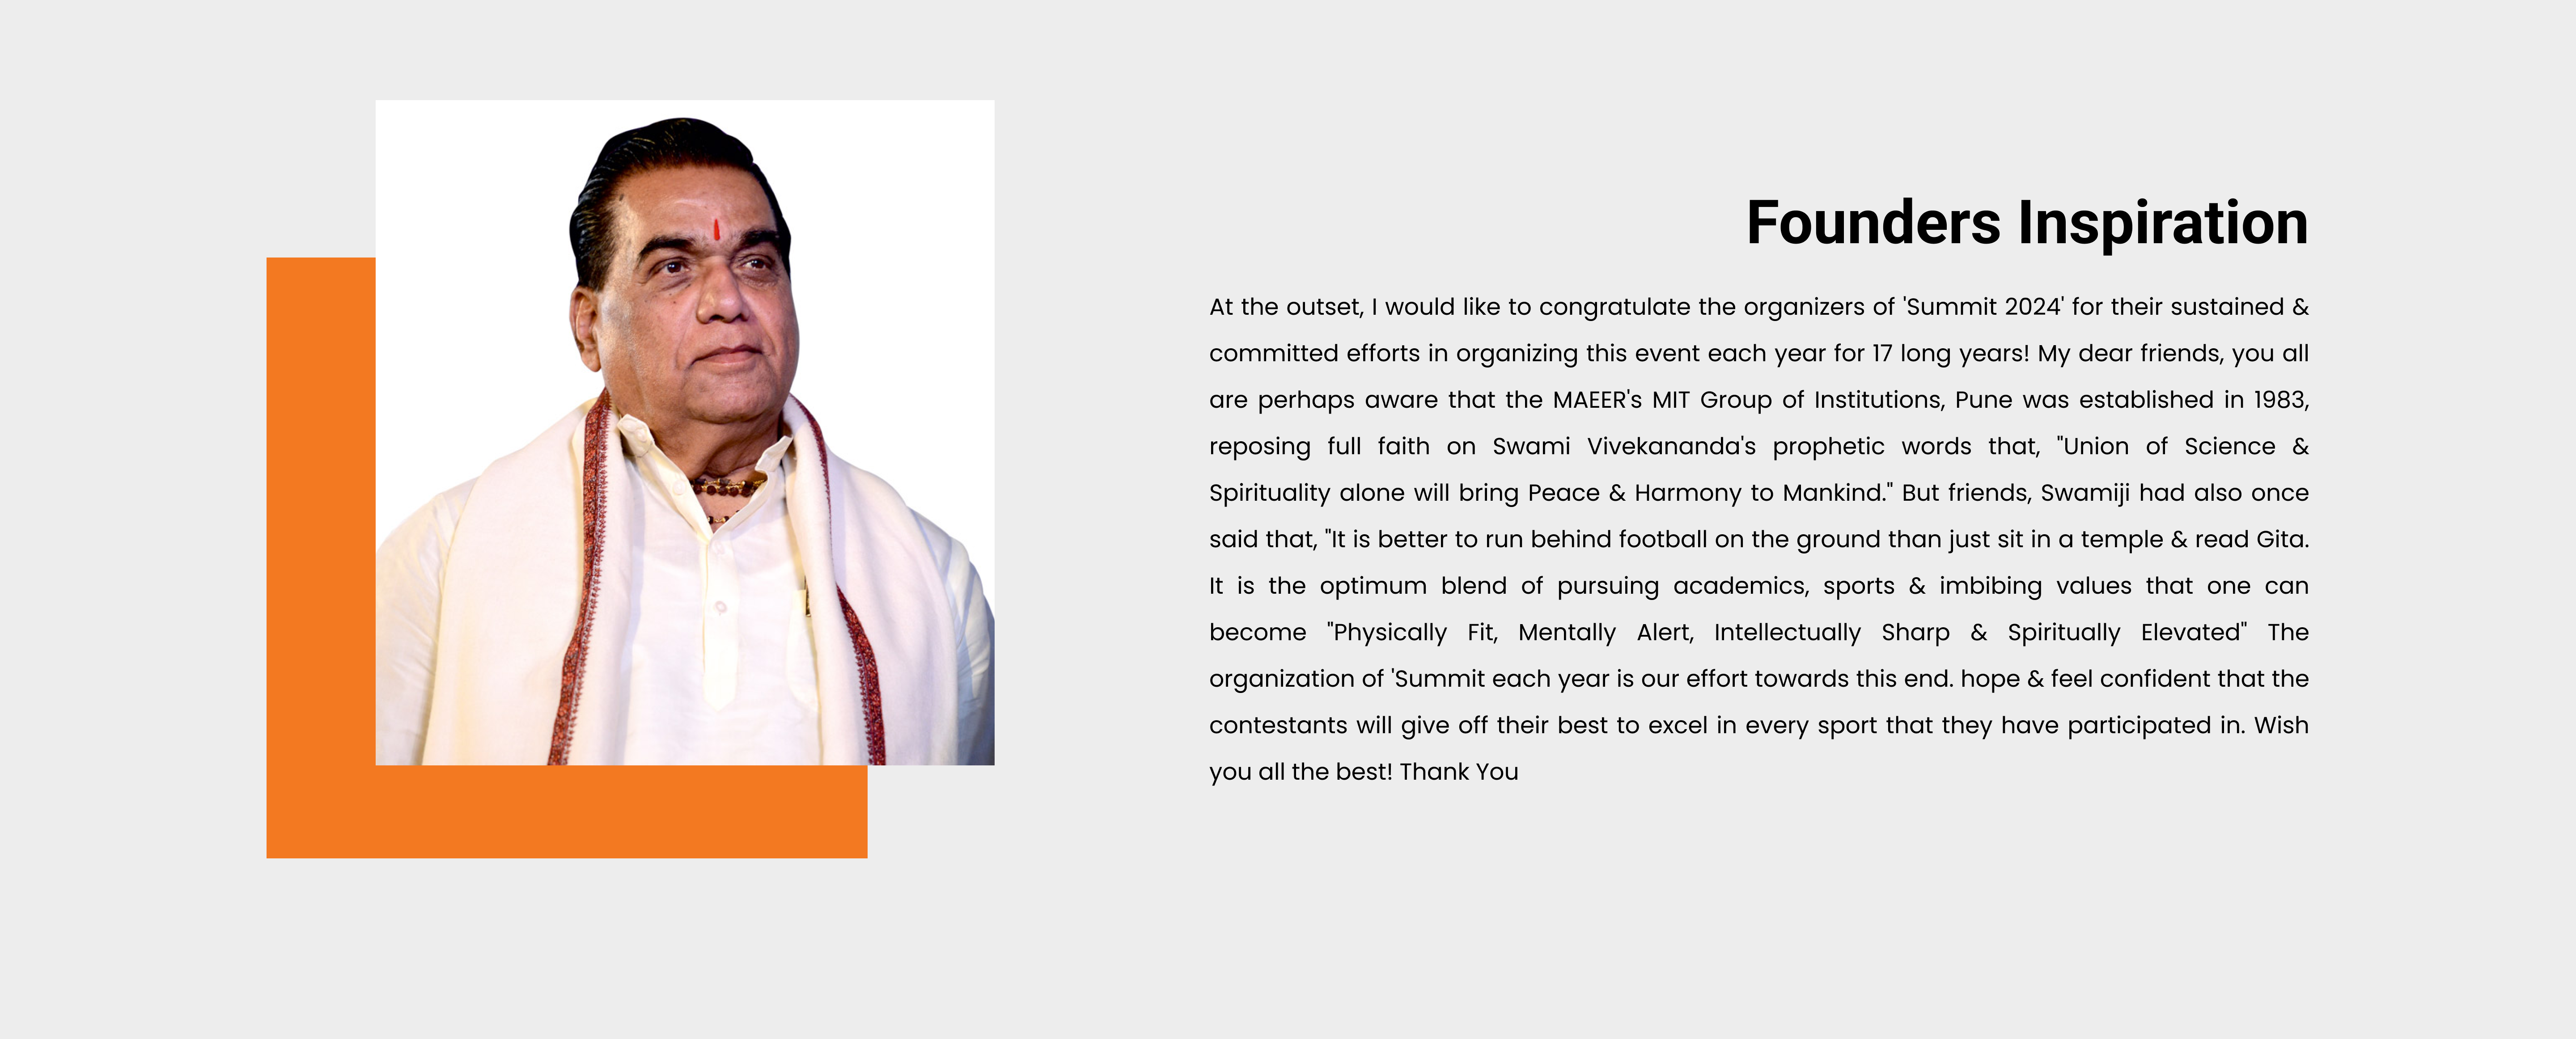 Founders Inspiration
At the outset, I would like to congratulate the organizers of 'Summit 2024' for their sustained &
committed efforts in organizing this event each year for 17 long years! My dear friends, you all
are perhaps aware that the MAEER's MIT Group of Institutions, Pune was established in 1983,
reposing full faith on Swami Vivekananda's prophetic words that, "Union of Science &
Spirituality alone will bring Peace & Harmony to Mankind." But friends, Swamiji had also once
said that, "It is better to run behind football on the ground than just sit in a temple & read Gita.
It is the optimum blend of pursuing academics, sports & imbibing values that one can
become "Physically Fit, Mentally Alert, Intellectually Sharp & Spiritually Elevated" The
organization of 'Summit each year is our effort towards this end. hope & feel confident that the
contestants will give off their best to excel in every sport that they have participated in. Wish
you all the best! Thank You